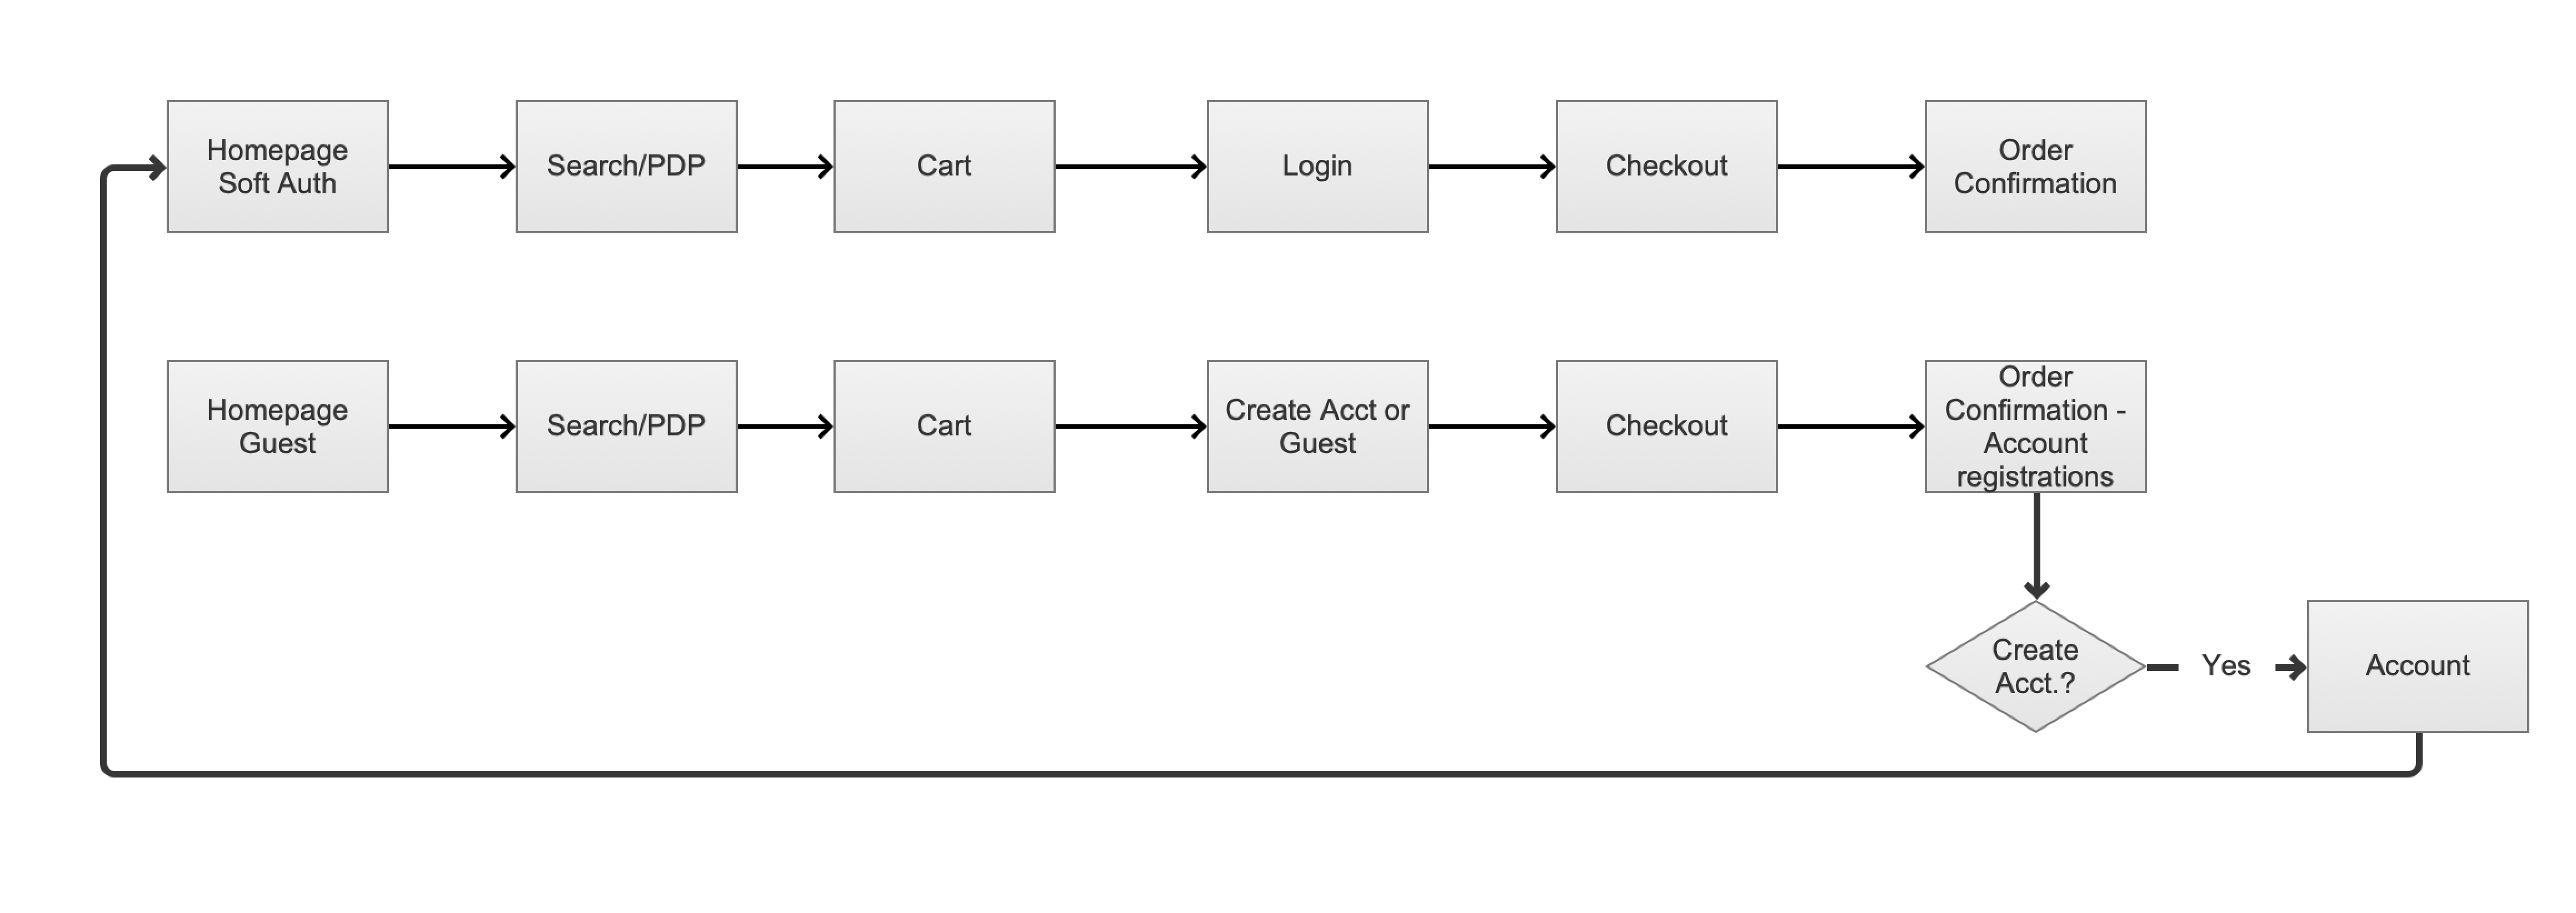 Homepage
Soft Auth
Search/PDP
Cart
Login
Checkout
Order
Confirmation
Homepage
Guest
Search/PDP
Cart
Create Acct or
Guest
Checkout
Order
Confirmation -
Account
registrations
Create
Acct.?
Yes
Account